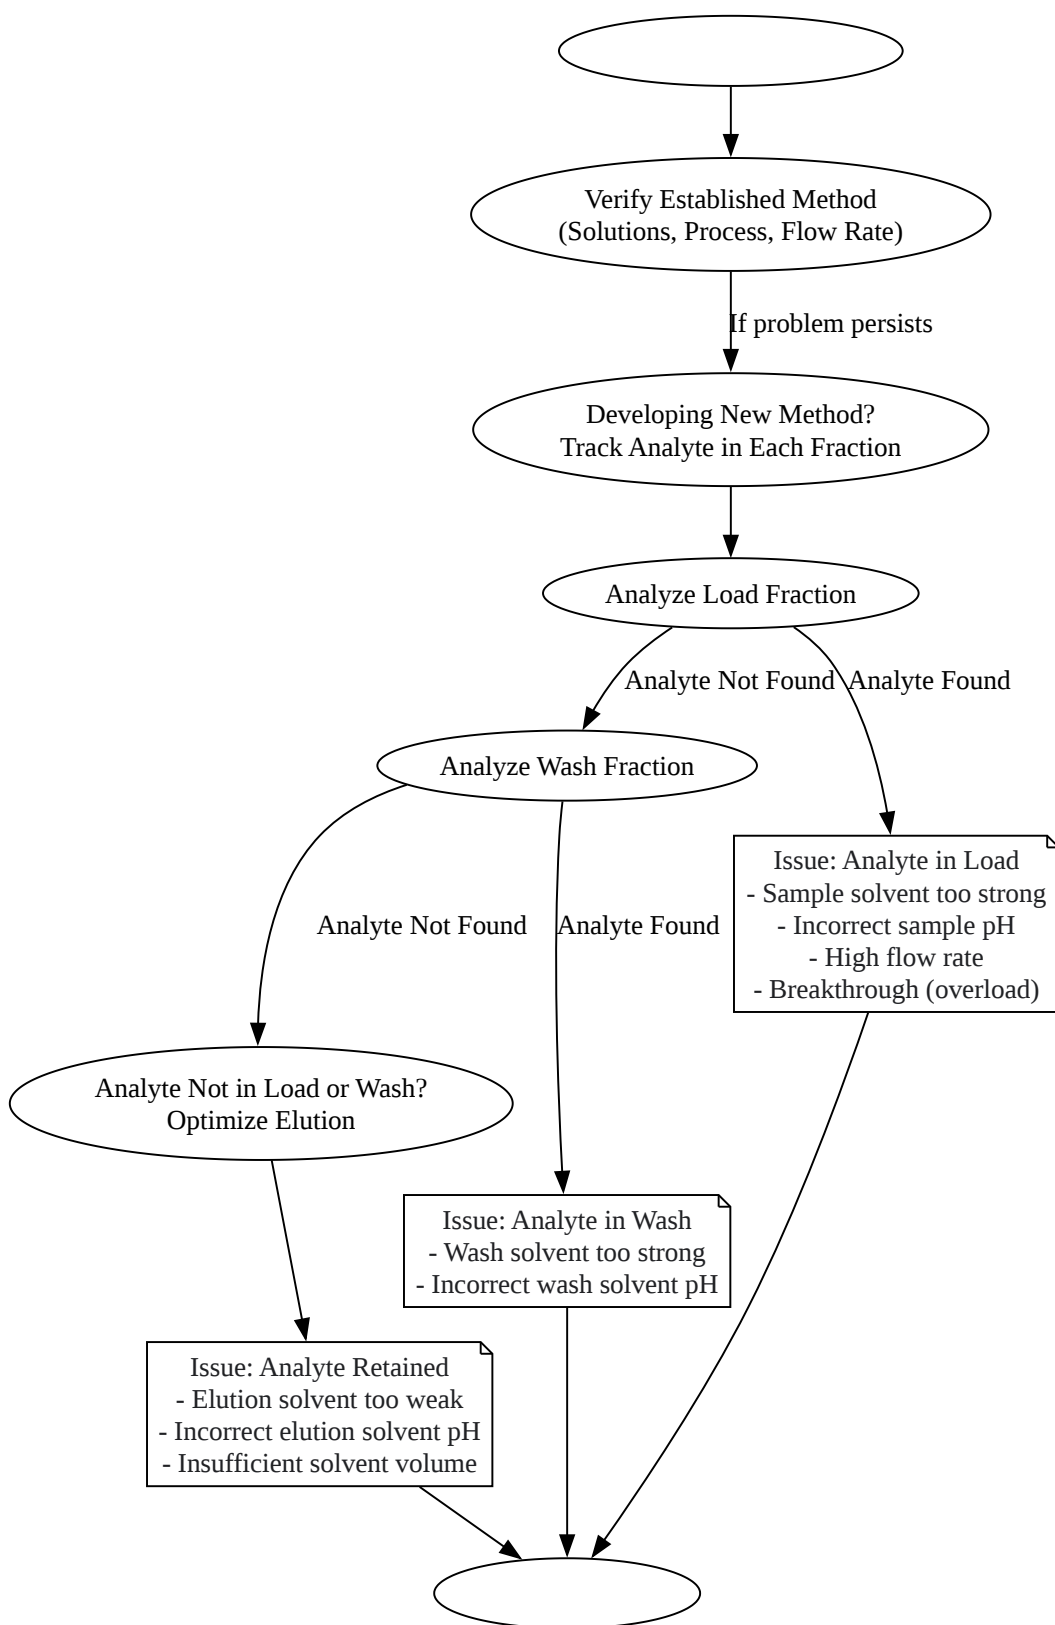 Verify Established Method
(Solutions, Process, Flow Rate)
If problem persists
Developing New Method?
Track Analyte in Each Fraction
Analyze Load Fraction
Analyte Not Found
Analyte Found
Analyze Wash Fraction
Issue: Analyte in Load
- Sample solvent too strong
- Incorrect sample pH
- High flow rate
- Breakthrough (overload)
Analyte Not Found
Analyte Found
Analyte Not in Load or Wash?
Optimize Elution
Issue: Analyte in Wash
- Wash solvent too strong
- Incorrect wash solvent pH
Issue: Analyte Retained
- Elution solvent too weak
- Incorrect elution solvent pH
- Insufficient solvent volume